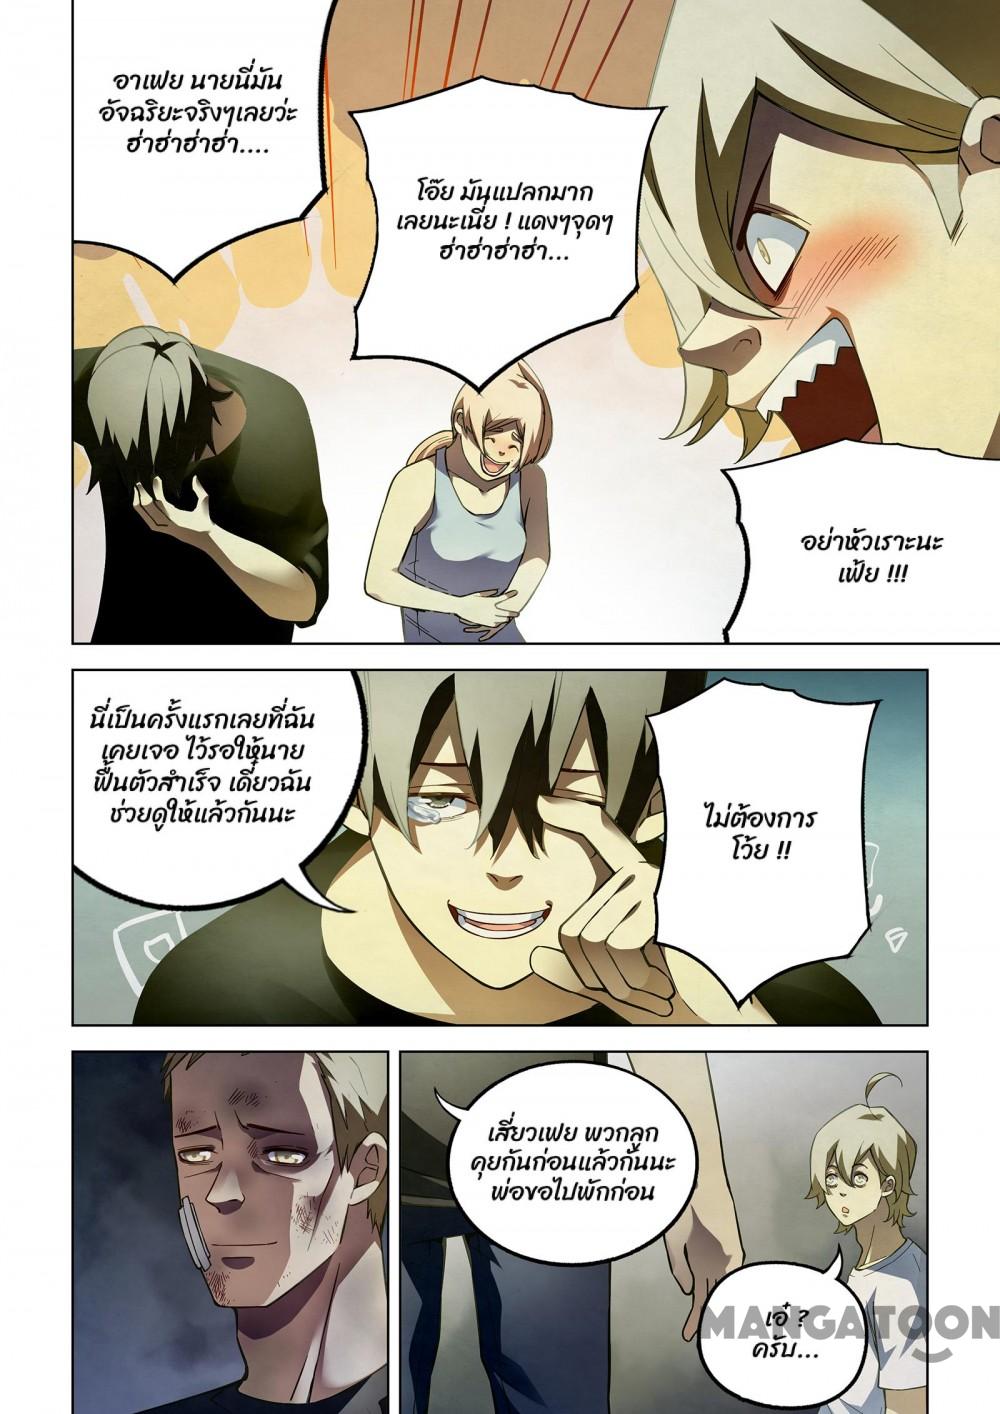 อาเฟย นายนี่มัน
อัจฉริยะจริงๆเลยว่ะ
ฮ่าฮ่าฮ่าฮ่า....
โอ๊ย มันแปลกมาก
เลยนะเนี่ย ! แดงๆจุดๆ
ฮ่าฮ่าฮ่าฮ่า...
อย่าหัวเราะนะ
เฟ้ย !!!
นี่เป็นครั้งแรกเลยที่ฉัน
เคยเจอ ไว้รอให้นาย
ฟื้นตัวสำเร็จ เดี๋ยวฉัน
ช่วยดูให้แล้วกันนะ
ไม่ต้องการ
โว้ย !!
เสี่ยวเฟย พวกลูก
คุยกันก่อนแล้วกันนะ
พ่อขอไปพักก่อน
เอ๋ ?
ครับ...
MANGATOON